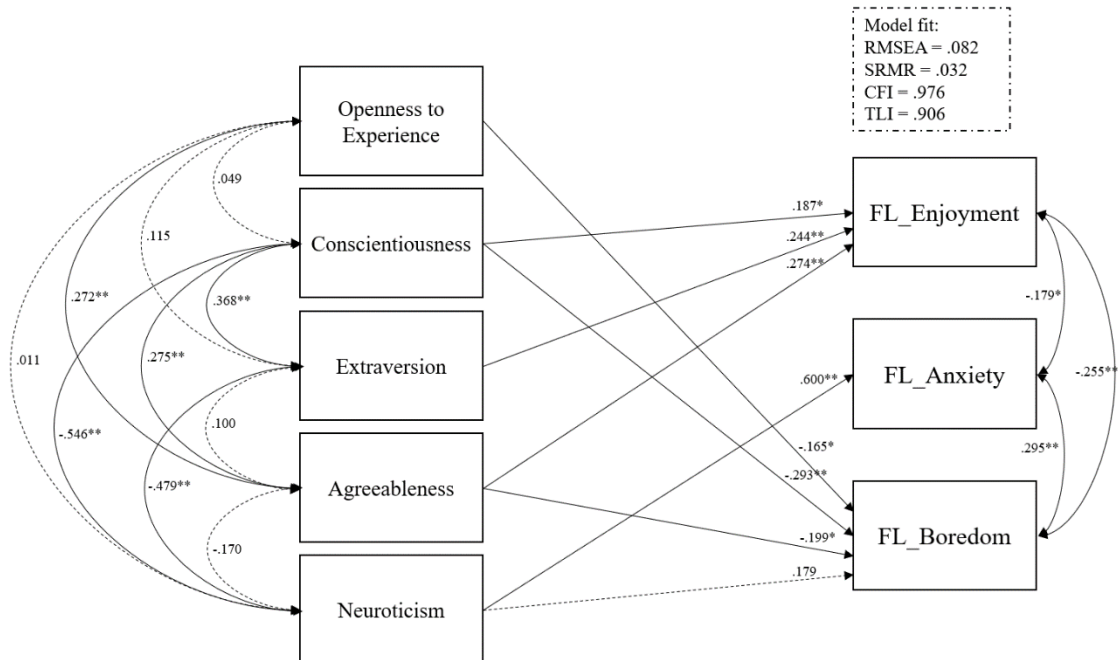 Model fit:
RMSEA = .082
SRMR = .032
CFI = .976
TLI = .906
Openness to
Experience
.049
.187*
FL_Enjoyment
.115
Conscientiousness
.244**
.274**
.272**
.368**
-.179*
.011
.275**
Extraversion
.600**
FL_Anxiety
-.255**
.100
-.546**
-.165*
.295**
-.479**
Agreeableness
-.293**
-.199*
FL_Boredom
-.170
.179
Neuroticism